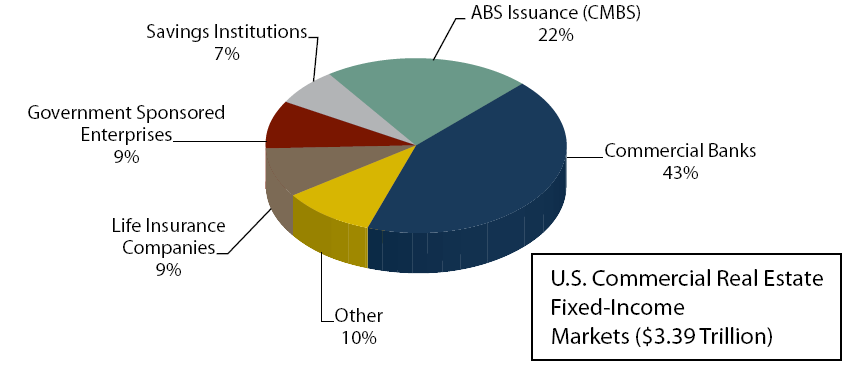 ABS Issuance (CMBS)
22%
Savings Institutions
7%
Government Sponsored
Enterprises
9%
Commercial Banks
43%
Life Insurance
Companies
9%
Other
10%
U.S. Commercial Real Estate
Fixed-Income
Markets ($3.39 Trillion)